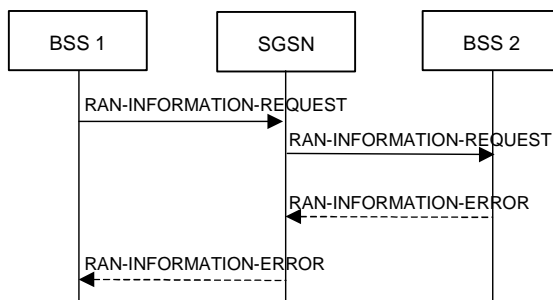 BSS 1
SGSN
BSS 2
RAN-INFORMATION-REQUEST
RAN-INFORMATION-REQUEST
RAN-INFORMATION-ERROR
RAN-INFORMATION-ERROR